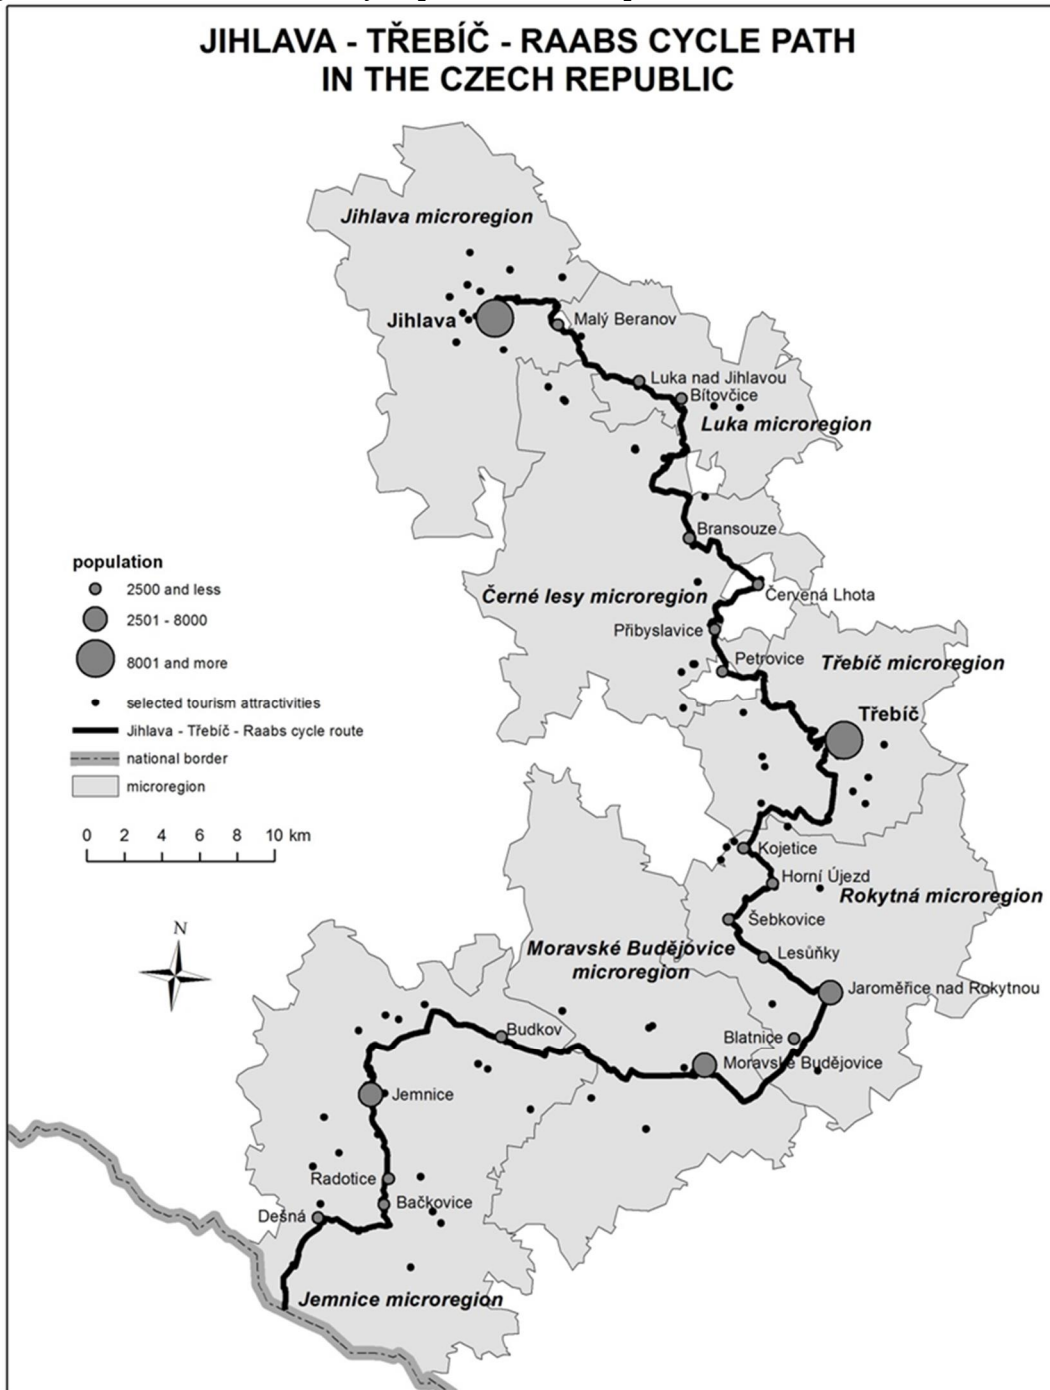 JIHLAVA - TŘEBÍČ - RAABS CYCLE PATH
IN THE CZECH REPUBLIC
Jihlava microregion
Jihlava
Malý Beranov
Luka nad Jihlavou
Bítovčice
Luka microregion
Bransouze
population
2500 and less
2501 - 8000
8001 and more
selected tourism attractivities
Jihlava - Třebíč - Raabs cycle route
national border
microregion
0 2 4 6 8 10 km
Černé lesy microregion
Červená Lhota
Přibyslavice
Petrovice
Třebíč microregion
Třebíč
Kojetice
Horní Újezd
Rokytná microregion
Šebkovice
N
Moravské Budějovice
microregion
Lesůňky
Jaroměřice nad Rokytnou
Budkov
Blatnice
Moravské Budějovice
Jemnice
Radotice
Bačkovice
Dešná
Jemnice microregion